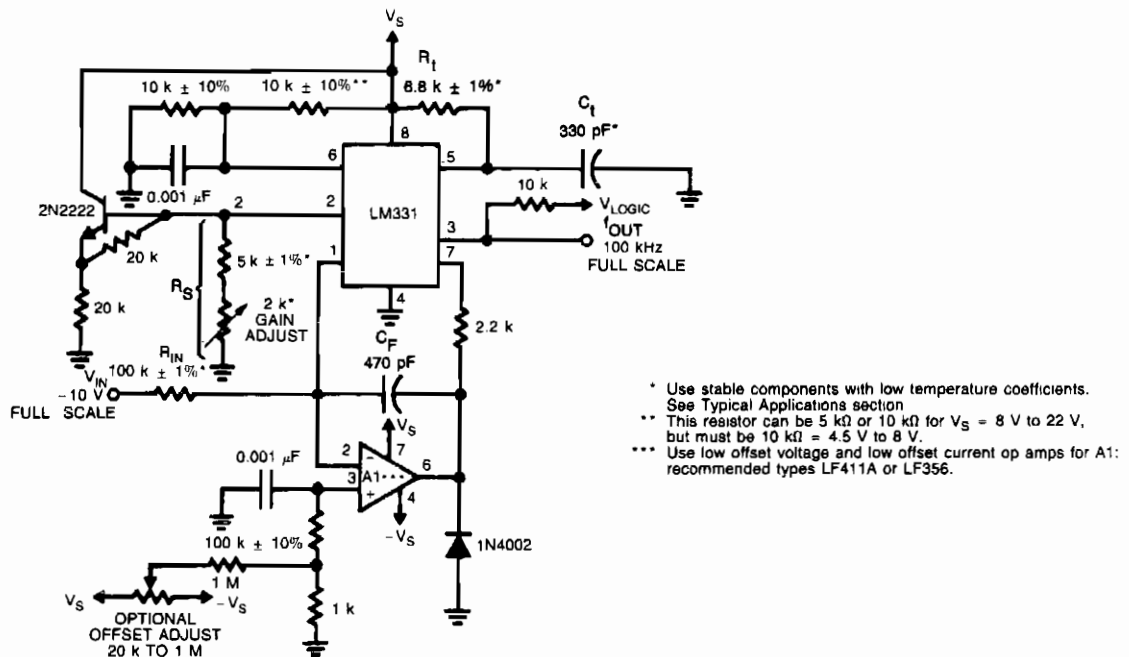 VS
Rt
10 k ± 10%
10 k ± 10%**
6.8 k ± 1%*
Ct
330 pF*
8
6
5
0.001 µF
10 k
2N2222
2
2
LM331
VLOGIC
3
fOUT
100 kHz
FULL SCALE
1
7
20 k
5 k ± 1%*
RS
4
20 k
2 k*
GAIN
ADJUST
2.2 k
CF
470 pF
RIN
100 k ± 1%*
VIN
– 10 V
FULL SCALE
VS
7
2
–
A1***
6
0.001 µF
3
+
4
–VS
1N4002
100 k ± 10%
1 M
VS
–VS
1 k
OPTIONAL
OFFSET ADJUST
20 k TO 1 M
* Use stable components with low temperature coefficients.
See Typical Applications section
** This resistor can be 5 kΩ or 10 kΩ for VS = 8 V to 22 V,
but must be 10 kΩ = 4.5 V to 8 V.
*** Use low offset voltage and low offset current op amps for A1:
recommended types LF411A or LF356.